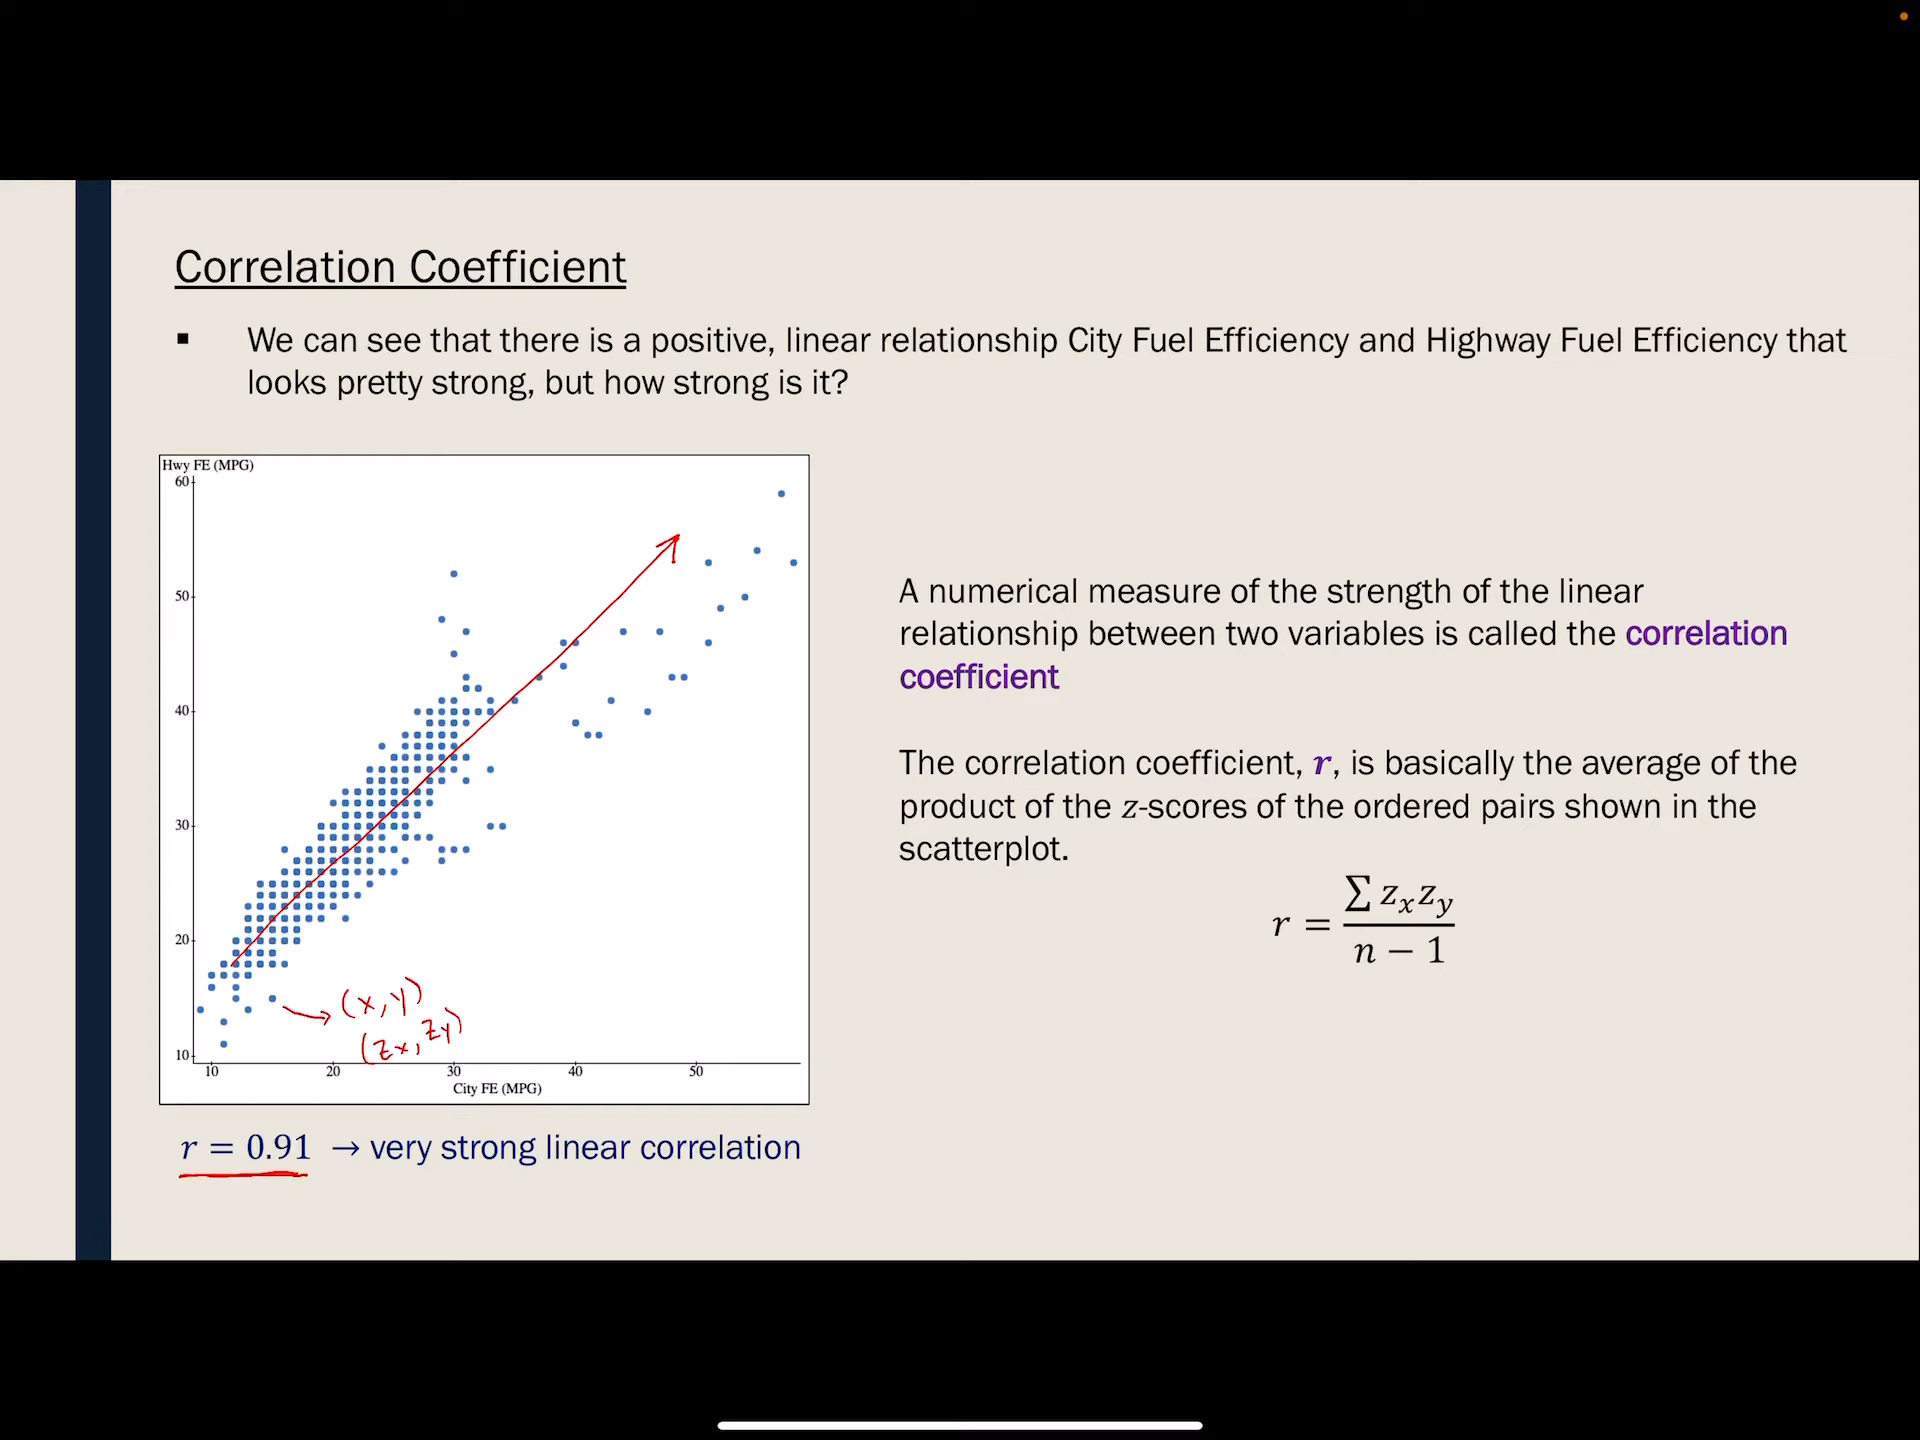 Correlation Coefficient
▪ We can see that there is a positive, linear relationship City Fuel Efficiency and Highway Fuel Efficiency that
looks pretty strong, but how strong is it?
Hwy FE (MPG)
60
50
40
30
20
10
(x, y)
(zx, zy)
10 20 30 40 50
City FE (MPG)
r = 0.91 → very strong linear correlation
A numerical measure of the strength of the linear
relationship between two variables is called the correlation
coefficient
The correlation coefficient, r, is basically the average of the
product of the z-scores of the ordered pairs shown in the
scatterplot.
r = ∑ zₓz_y / n − 1